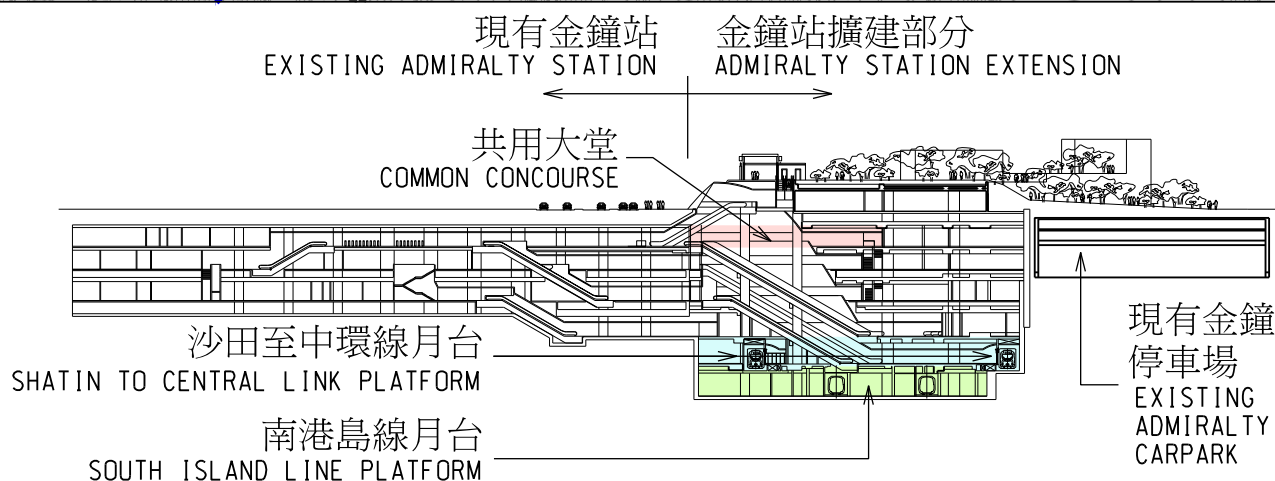 現有金鐘站
EXISTING ADMIRALTY STATION
金鐘站擴建部分
ADMIRALTY STATION EXTENSION
共用大堂
COMMON CONCOURSE
沙田至中環線月台
SHATIN TO CENTRAL LINK PLATFORM
南港島線月台
SOUTH ISLAND LINE PLATFORM
現有金鐘
停車場
EXISTING
ADMIRALTY
CARPARK